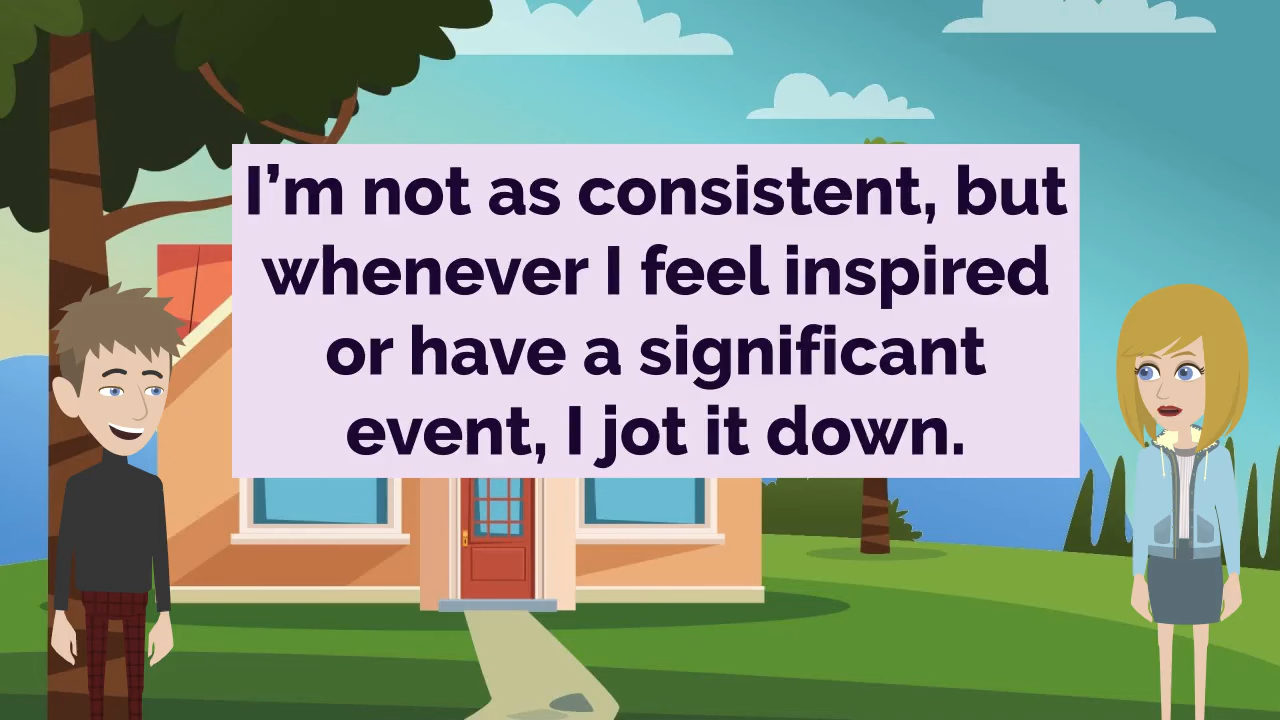 I’m not as consistent, but
whenever I feel inspired
or have a significant
event, I jot it down.